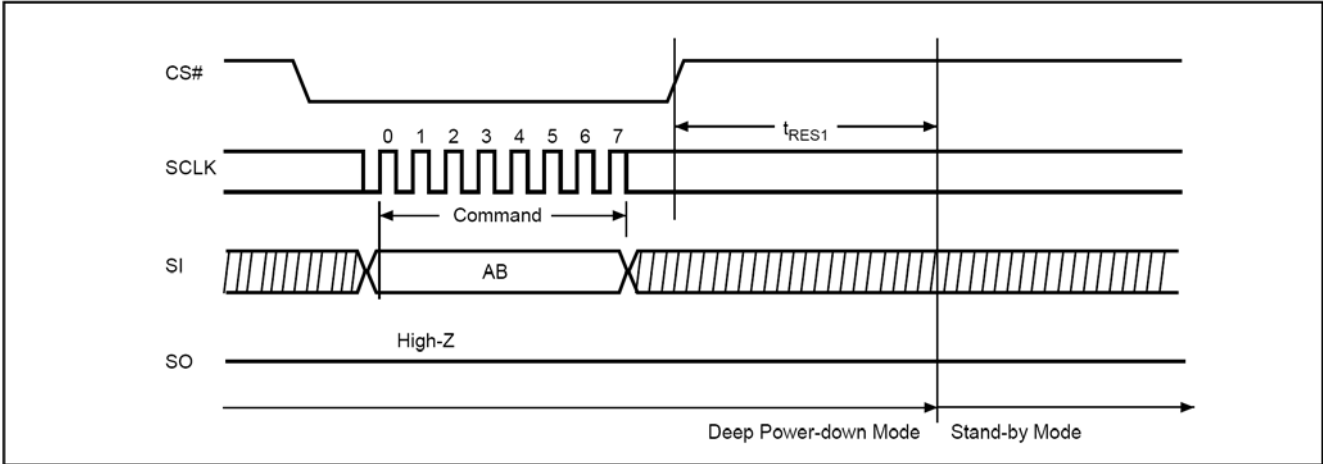 CS#
t_RES1
0 1 2 3 4 5 6 7
SCLK
Command
SI
AB
High-Z
SO
Deep Power-down Mode Stand-by Mode